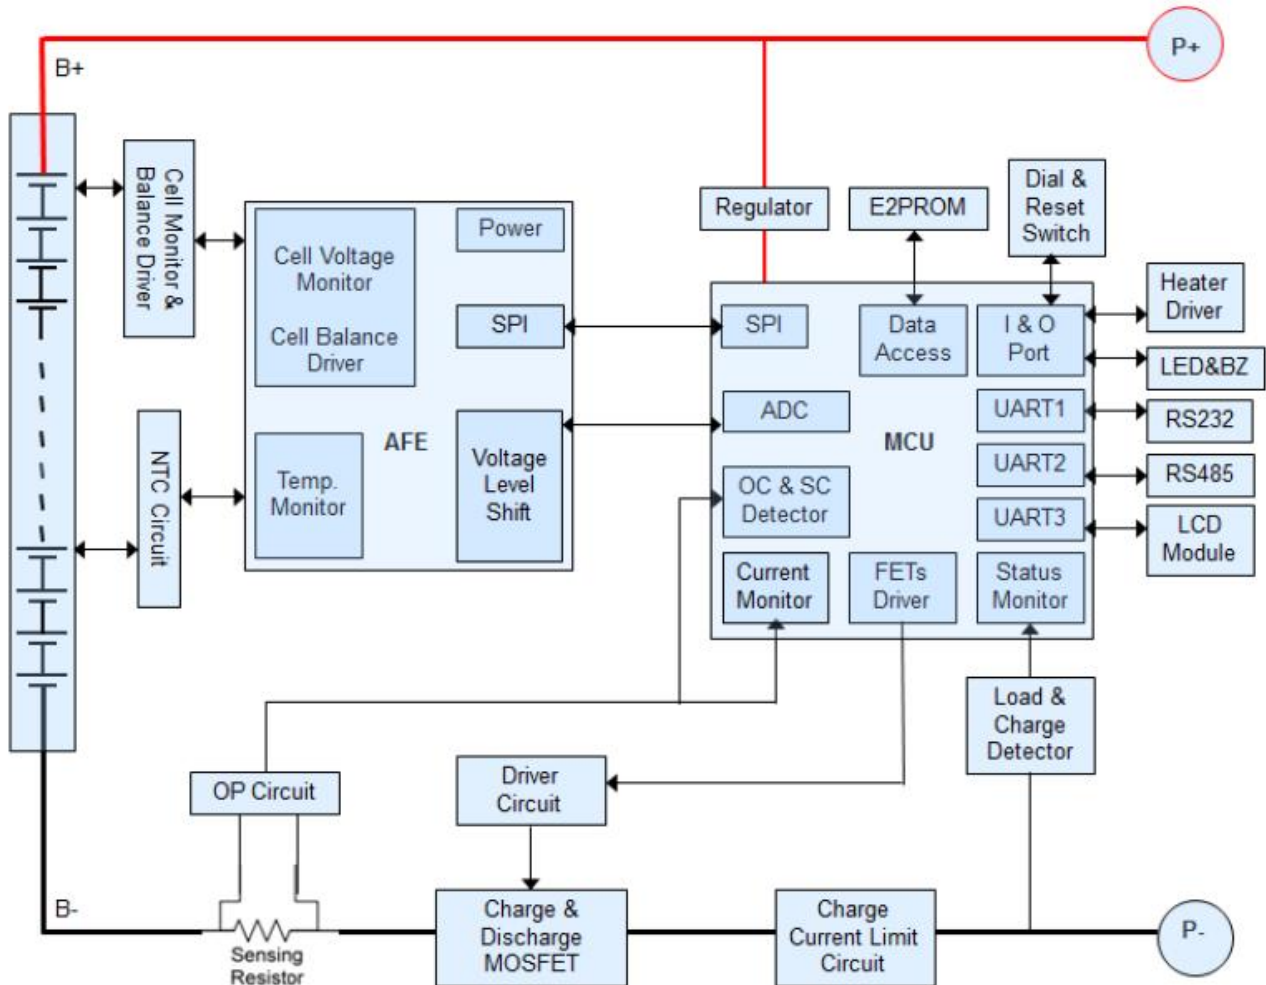 P+
B+
Cell Monitor &
Balance Driver
Regulator
E2PROM
Dial &
Reset
Switch
Cell Voltage
Monitor
Cell Balance
Driver
Power
SPI
AFE
Temp.
Monitor
Voltage
Level
Shift
NTC Circuit
SPI
Data
Access
I & O
Port
ADC
MCU
UART1
UART2
UART3
OC & SC
Detector
Current
Monitor
FETs
Driver
Status
Monitor
Heater
Driver
LED&BZ
RS232
RS485
LCD
Module
Load &
Charge
Detector
OP Circuit
Driver
Circuit
B-
Sensing
Resistor
Charge &
Discharge
MOSFET
Charge
Current Limit
Circuit
P-